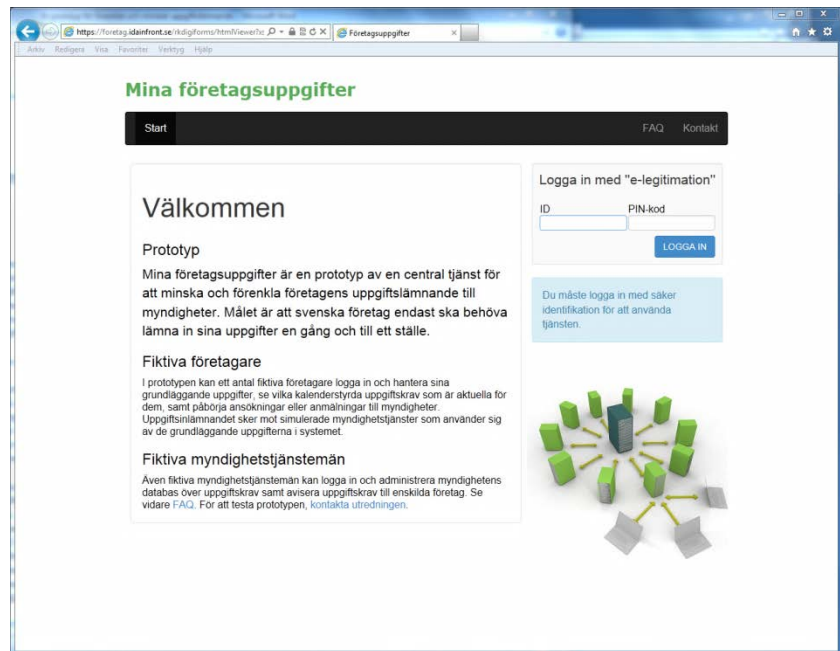 https://foretag.idainfront.se/rkdigiforms/htmlViewer?x
Företagsuppgifter
Arkiv Redigera Visa Favoriter Verktyg Hjälp
Mina företagsuppgifter
Start FAQ Kontakt
Välkommen
Prototyp
Mina företagsuppgifter är en prototyp av en central tjänst för
att minska och förenkla företagens uppgiftslämnande till
myndigheter. Målet är att svenska företag endast ska behöva
lämna in sina uppgifter en gång och till ett ställe.
Fiktiva företagare
I prototypen kan ett antal fiktiva företagare logga in och hantera sina
grundläggande uppgifter, se vilka kalenderstyrda uppgiftskrav som är aktuella för
dem, samt påbörja ansökningar eller anmälningar till myndigheter.
Uppgiftsinlämnandet sker mot simulerade myndighetstjänster som använder sig
av de grundläggande uppgifterna i systemet.
Fiktiva myndighetstjänstemän
Även fiktiva myndighetstjänstemän kan logga in och administrera myndighetens
databas över uppgiftskrav samt avisera uppgiftskrav till enskilda företag. Se
vidare FAQ. För att testa prototypen, kontakta utredningen.
Logga in med "e-legitimation"
ID PIN-kod
LOGGA IN
Du måste logga in med säker
identifikation för att använda
tjänsten.